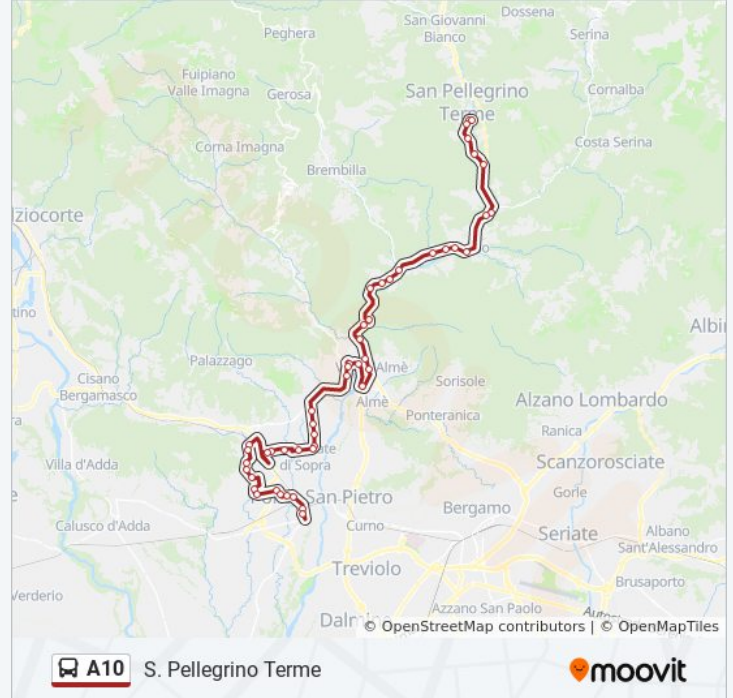 Dossena
San Giovanni
Bianco
Serina
Peghera
Fuipiano
Valle Imagna
Gerosa
San Pellegrino
Terme
Cornalba
Corna Imagna
Costa Serina
Brembilla
lziocorte
tino
Albi
Palazzago
Almè
Cisano
Bergamasco
Sorisole
Almè
Alzano Lombardo
Ponteranica
Ranica
Villa d'Adda
di Sopra
Scanzorosciate
Gorle
San Pietro
Bergamo
Calusco d'Adda
Curno
Seriate
Albano
Sant'Alessandro
Treviolo
Verderio
Brusaporto
Azzano San Paolo
Dalm
© OpenStreetMap contributors | © OpenMapTiles
A10 S. Pellegrino Terme
moovit